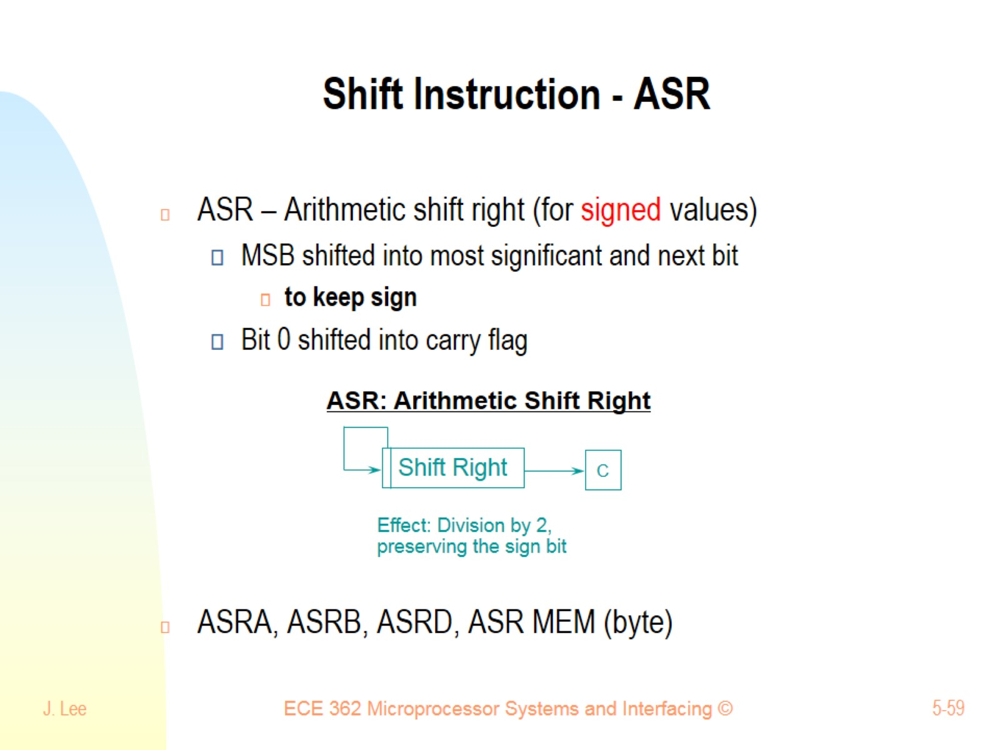 Shift Instruction - ASR
ASR – Arithmetic shift right (for signed values)
MSB shifted into most significant and next bit
to keep sign
Bit 0 shifted into carry flag
ASR: Arithmetic Shift Right
Shift Right
C
Effect: Division by 2,
preserving the sign bit
ASRA, ASRB, ASRD, ASR MEM (byte)
J. Lee
ECE 362 Microprocessor Systems and Interfacing ©
5-59